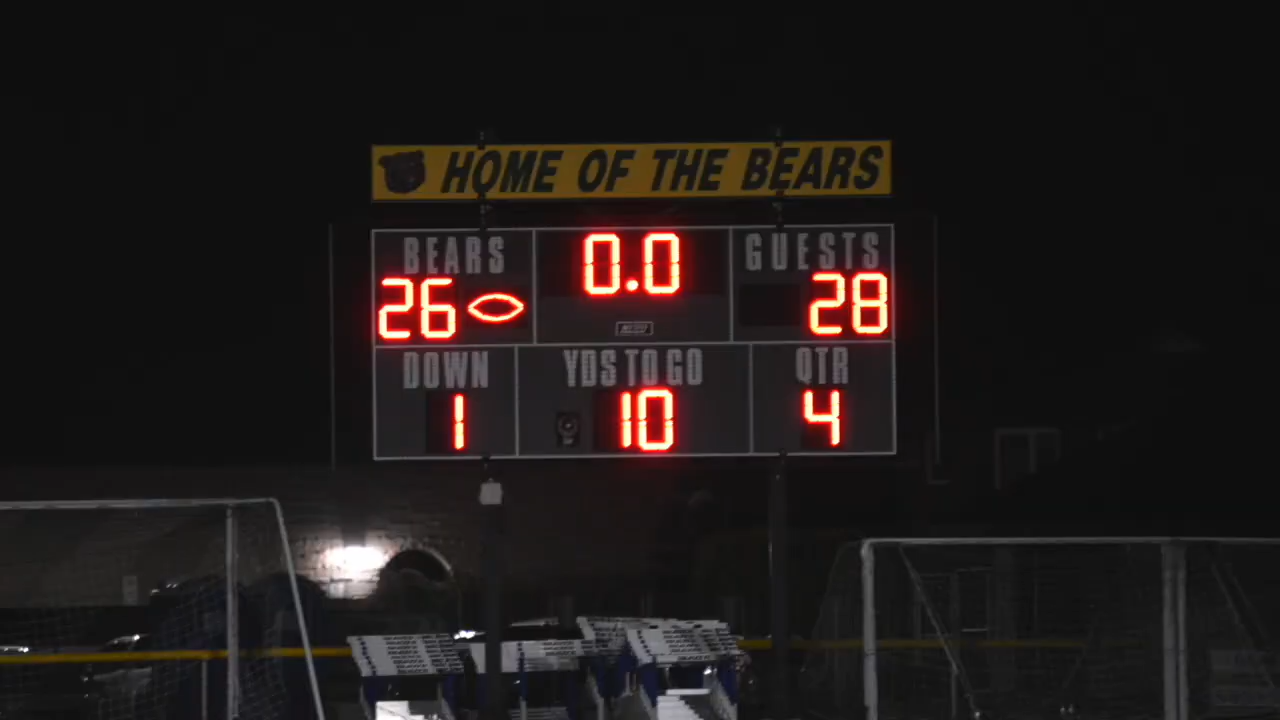 HOME OF THE BEARS
BEARS 0.0 GUESTS
26 28
DOWN YDS TO GO QTR
1 10 4